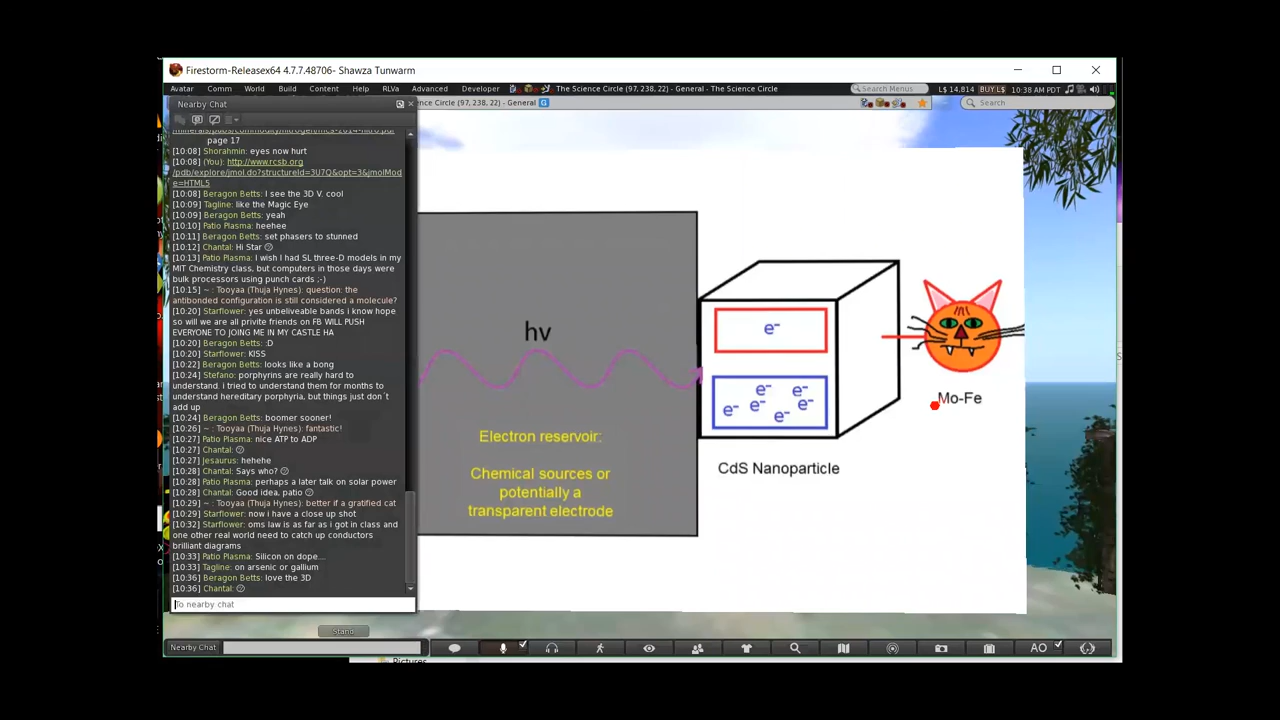 Firestorm-Releasex64 4.7.7.48706- Shawza Tunwarm
Avatar Comm World Build Content Help RLVa Advanced Developer
The Science Circle (97, 238, 22) - General - The Science Circle
Search Menus
L$ 14,814 BUY L$ 10:38 AM PDT
Nearby Chat
nce Circle (97, 238, 22) - General
Search
page 17
[10:08] Shorahmin: eyes now hurt
[10:08] (You): http://www.rcsb.org
/pdb/explore/jmol.do?structureId=3U7Q&opt=3&jmolMod
e=HTML5
[10:08] Beragon Betts: I see the 3D V. cool
[10:09] Tagline: like the Magic Eye
[10:09] Beragon Betts: yeah
[10:10] Patio Plasma: heehee
[10:11] Beragon Betts: set phasers to stunned
[10:12] Chantal: Hi Star
[10:13] Patio Plasma: I wish I had SL three-D models in my
MIT Chemistry class, but computers in those days were
bulk processors using punch cards ;-)
[10:15] ~ : Tooyaa (Thuja Hynes): question: the
antibonded configuration is still considered a molecule?
[10:20] Starflower: yes unbeliveable bands i know hope
so will we are all privite friends on FB WILL PUSH
EVERYONE TO JOING ME IN MY CASTLE HA
[10:20] Beragon Betts: :D
[10:20] Starflower: KISS
[10:22] Beragon Betts: looks like a bong
[10:24] Stefano: porphyrins are really hard to
understand. i tried to understand them for months to
understand hereditary porphyria, but things just don´t
add up
[10:24] Beragon Betts: boomer sooner!
[10:26] ~ : Tooyaa (Thuja Hynes): fantastic!
[10:27] Patio Plasma: nice ATP to ADP
[10:27] Chantal:
[10:27] Jesaurus: hehehe
[10:28] Chantal: Says who?
[10:28] Patio Plasma: perhaps a later talk on solar power
[10:28] Chantal: Good idea, patio
[10:29] ~ : Tooyaa (Thuja Hynes): better if a gratified cat
[10:29] Starflower: now i have a close up shot
[10:32] Starflower: oms law is as far as i got in class and
one other real world need to catch up conductors
brilliant diagrams
[10:33] Patio Plasma: Silicon on dope...
[10:33] Tagline: on arsenic or gallium
[10:36] Beragon Betts: love the 3D
[10:36] Chantal:
To nearby chat
Stand
Nearby Chat
AO
Pictures
hv
Electron reservoir:
Chemical sources or
potentially a
transparent electrode
e-
e- e-
e- e- e-
e-
CdS Nanoparticle
Mo-Fe